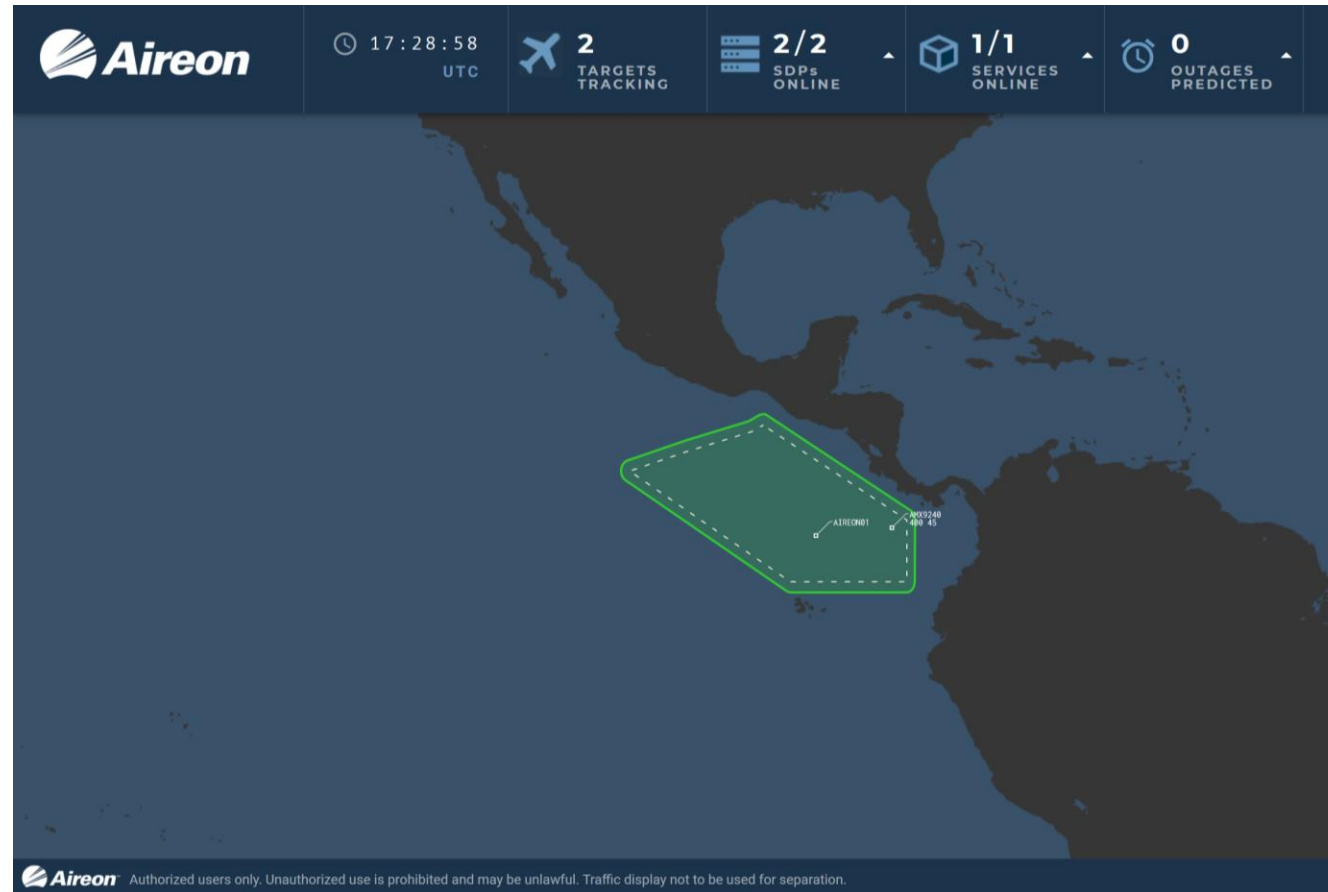 Aireon
17:28:58
UTC
2
TARGETS
TRACKING
2/2
SDPs
ONLINE
1/1
SERVICES
ONLINE
0
OUTAGES
PREDICTED
AIREON01
AMX9240
400 45
Aireon Authorized users only. Unauthorized use is prohibited and may be unlawful. Traffic display not to be used for separation.